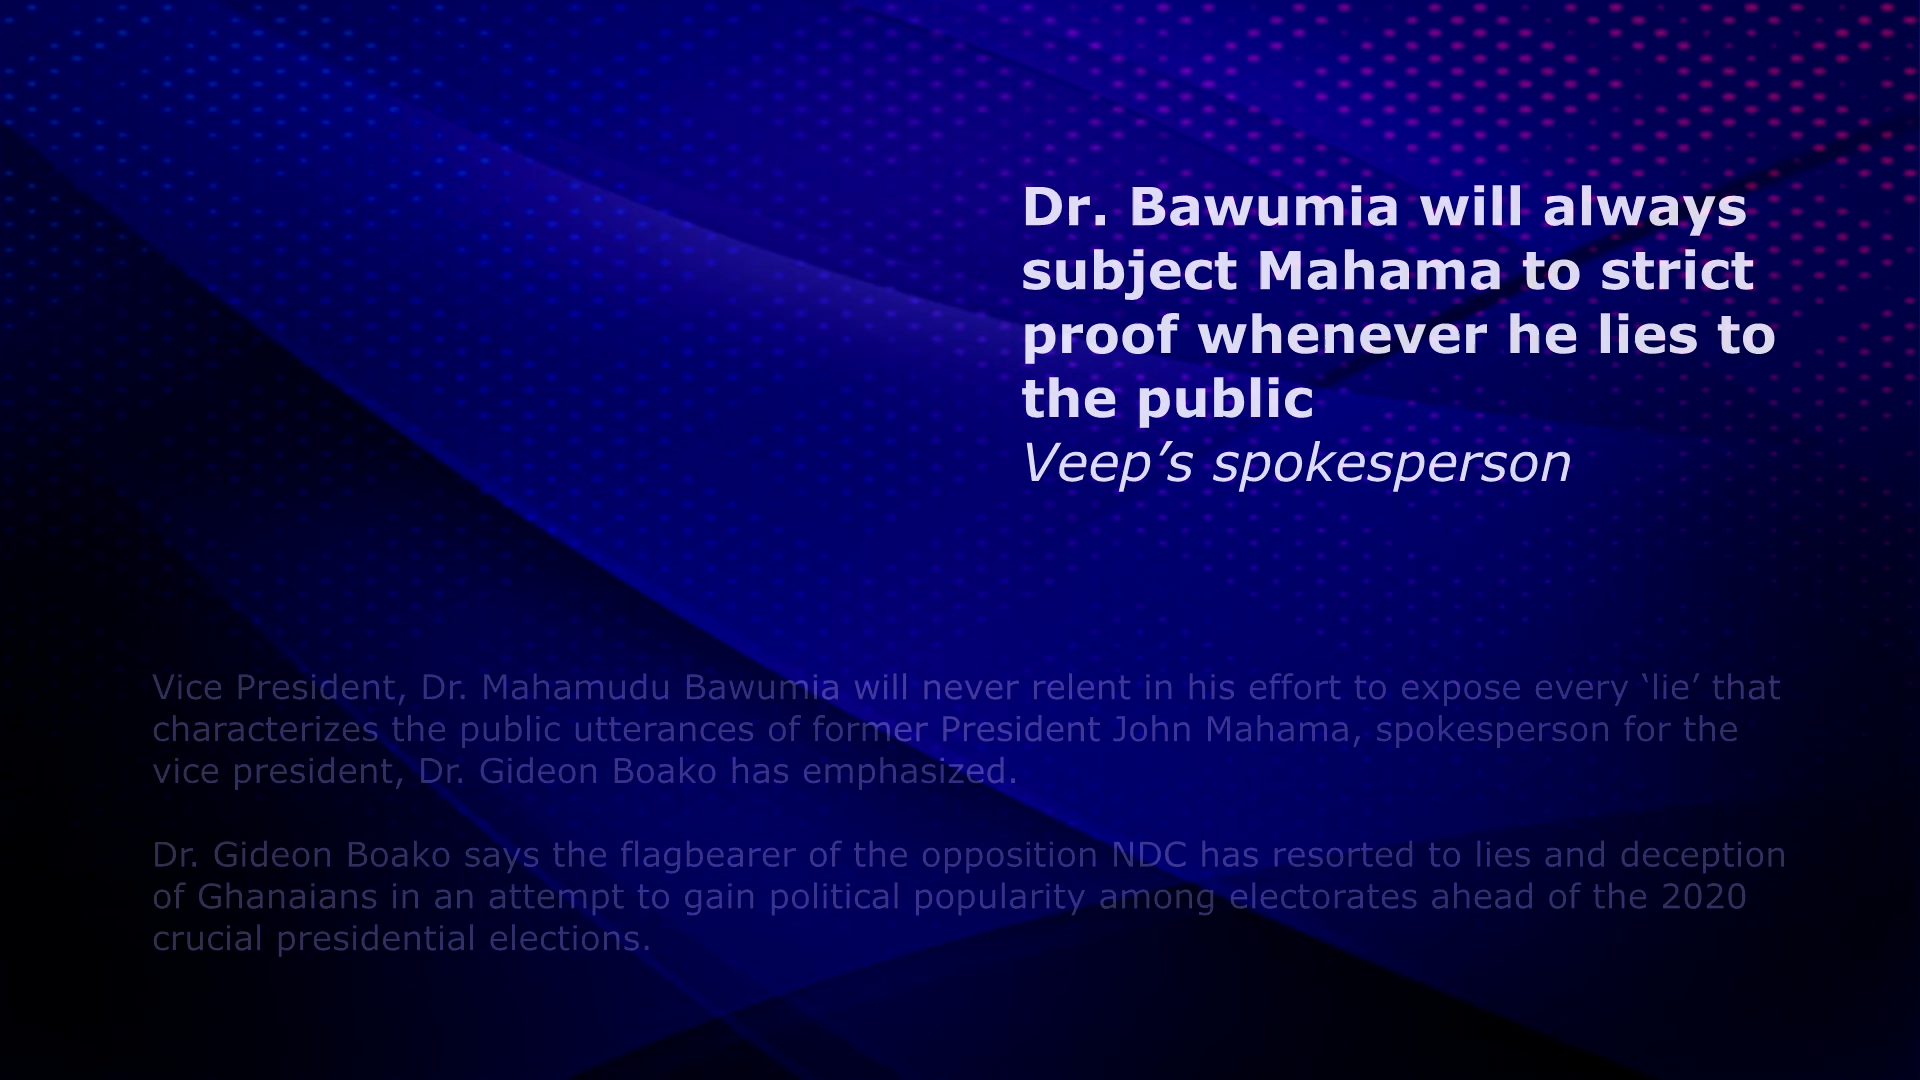 Dr. Bawumia will always
subject Mahama to strict
proof whenever he lies to
the public
Veep’s spokesperson
Vice President, Dr. Mahamudu Bawumia will never relent in his effort to expose every ‘lie’ that
characterizes the public utterances of former President John Mahama, spokesperson for the
vice president, Dr. Gideon Boako has emphasized.
Dr. Gideon Boako says the flagbearer of the opposition NDC has resorted to lies and deception
of Ghanaians in an attempt to gain political popularity among electorates ahead of the 2020
crucial presidential elections.